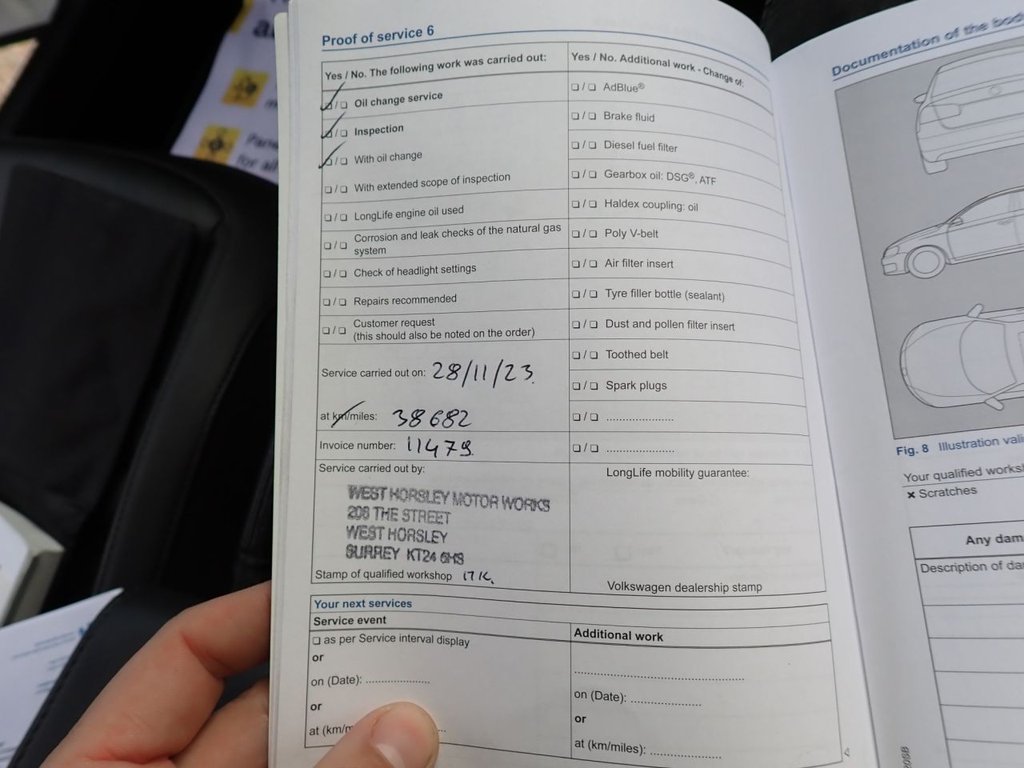 Proof of service 6
Yes / No. The following work was carried out:
❑/❑ Oil change service
❑/❑ Inspection
❑/❑ With oil change
❑/❑ With extended scope of inspection
❑/❑ LongLife engine oil used
❑/❑ Corrosion and leak checks of the natural gas
system
❑/❑ Check of headlight settings
❑/❑ Repairs recommended
❑/❑ Customer request
(this should also be noted on the order)
Service carried out on: 28/11/23.
at km/miles: 38682
Invoice number: 11479.
Service carried out by:
WEST HORSLEY MOTOR WORKS
208 THE STREET
WEST HORSLEY
SURREY KT24 6HS
Stamp of qualified workshop
Yes / No. Additional work - Change of:
❑/❑ AdBlue®
❑/❑ Brake fluid
❑/❑ Diesel fuel filter
❑/❑ Gearbox oil: DSG®, ATF
❑/❑ Haldex coupling: oil
❑/❑ Poly V-belt
❑/❑ Air filter insert
❑/❑ Tyre filler bottle (sealant)
❑/❑ Dust and pollen filter insert
❑/❑ Toothed belt
❑/❑ Spark plugs
❑/❑ ......................
❑/❑ ......................
LongLife mobility guarantee:
Volkswagen dealership stamp
Your next services
Service event
❑ as per Service interval display
or
on (Date): ....................
or
at (km/m
Additional work
......................................................
on (Date): ......................
or
at (km/miles): ......................
Documentation of the bod
Fig. 8 Illustration vali
Your qualified works
× Scratches
Any dam
Description of da